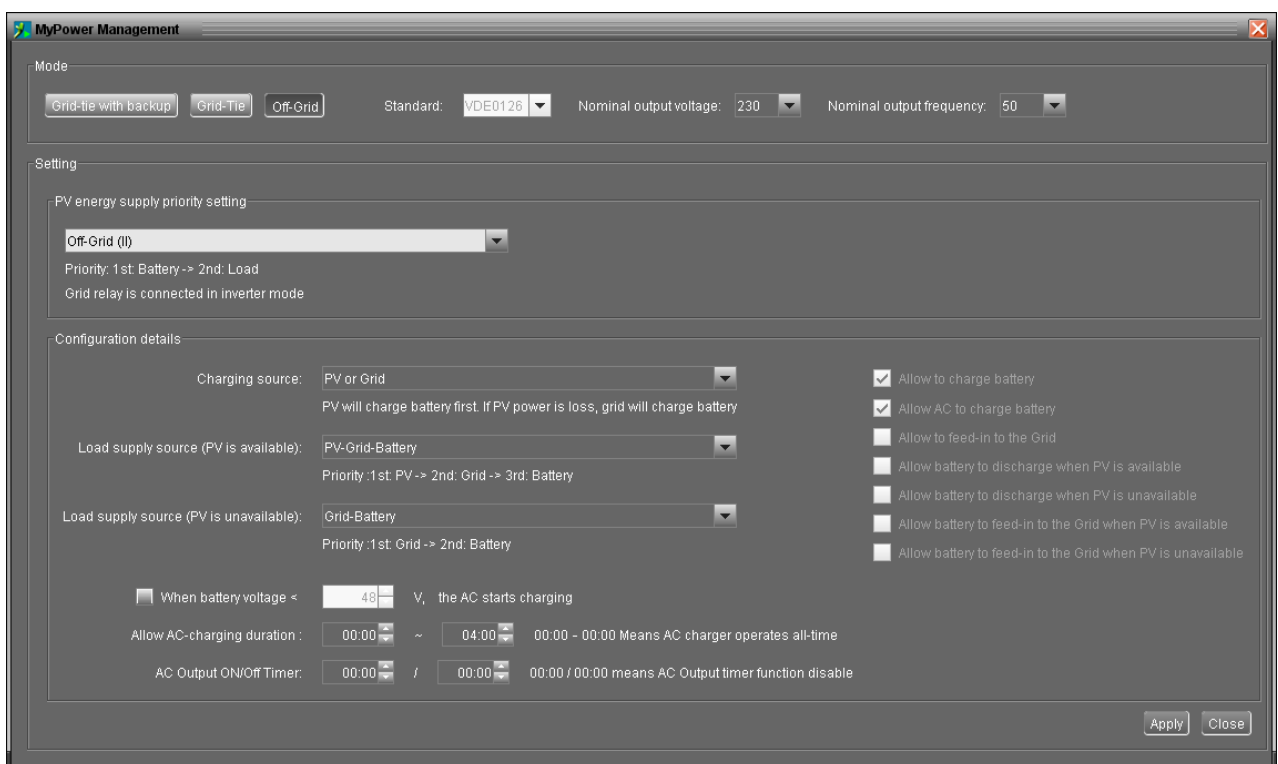 MyPower Management
Mode
Grid-tie with backup Grid-Tie Off-Grid Standard: VDE0126 Nominal output voltage: 230 Nominal output frequency: 50
Setting
PV energy supply priority setting
Off-Grid (II)
Priority: 1st: Battery -> 2nd: Load
Grid relay is connected in inverter mode
Configuration details
Charging source: PV or Grid Allow to charge battery
PV will charge battery first. If PV power is loss, grid will charge battery Allow AC to charge battery
Allow to feed-in to the Grid
Load supply source (PV is available): PV-Grid-Battery
Priority :1st: PV -> 2nd: Grid -> 3rd: Battery Allow battery to discharge when PV is available
Allow battery to discharge when PV is unavailable
Load supply source (PV is unavailable): Grid-Battery
Allow battery to feed-in to the Grid when PV is available
Priority :1st: Grid -> 2nd: Battery
Allow battery to feed-in to the Grid when PV is unavailable
When battery voltage < 48 V, the AC starts charging
Allow AC-charging duration : 00:00 ~ 04:00 00:00 - 00:00 Means AC charger operates all-time
AC Output ON/Off Timer: 00:00 / 00:00 00:00 / 00:00 means AC Output timer function disable
Apply Close